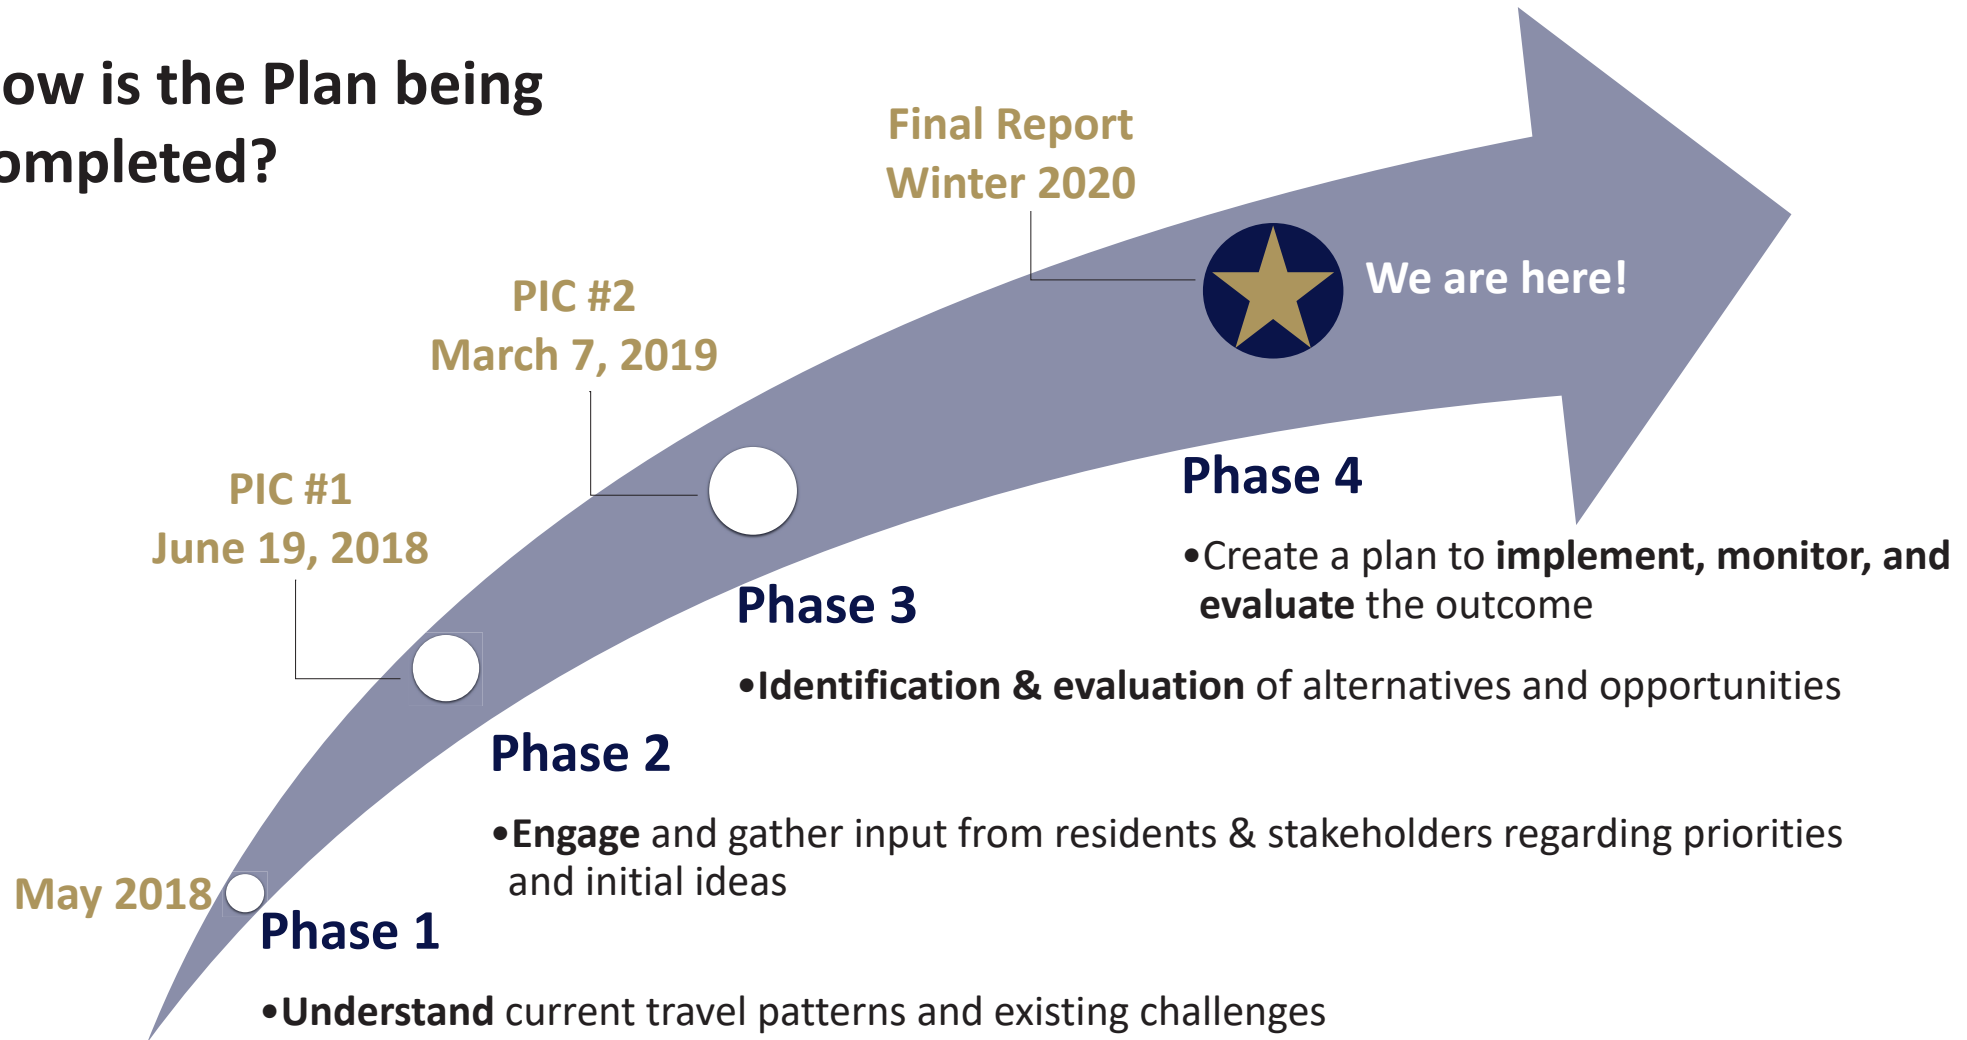 ow is the Plan being
ompleted?
Final Report
Winter 2020
We are here!
PIC #2
March 7, 2019
PIC #1
June 19, 2018
May 2018
Phase 4
•Create a plan to implement, monitor, and
evaluate the outcome
Phase 3
•Identification & evaluation of alternatives and opportunities
Phase 2
•Engage and gather input from residents & stakeholders regarding priorities
and initial ideas
Phase 1
•Understand current travel patterns and existing challenges